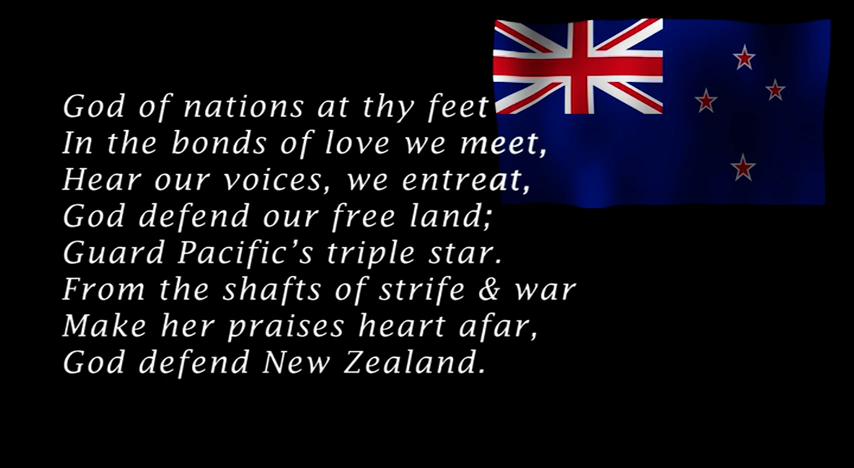 God of nations at thy feet
In the bonds of love we meet,
Hear our voices, we entreat,
God defend our free land;
Guard Pacific’s triple star.
From the shafts of strife & war
Make her praises heart afar,
God defend New Zealand.